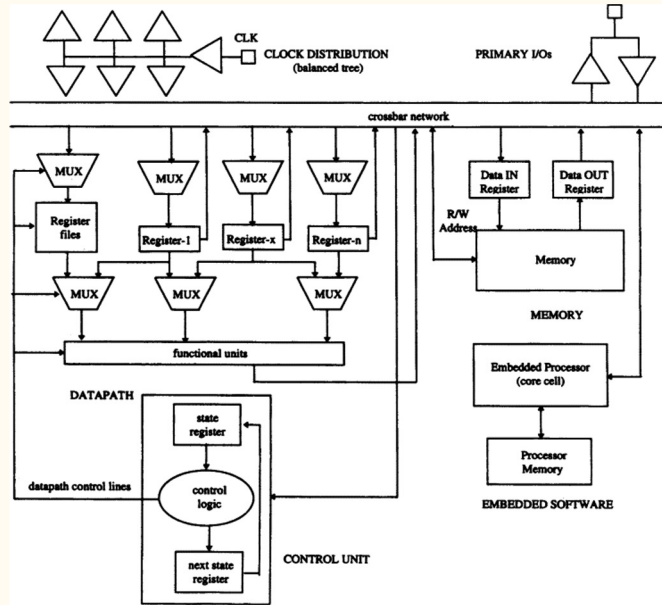 CLK
CLOCK DISTRIBUTION
(balanced tree)
PRIMARY I/Os
crossbar network
MUX
MUX
MUX
MUX
Data IN
Register
Data OUT
Register
R/W
Address
Register
files
Register-1
Register-x
Register-n
Memory
MUX
MUX
MUX
MEMORY
functional units
Embedded Processor
(core cell)
DATAPATH
state
register
Processor
Memory
datapath control lines
control
logic
EMBEDDED SOFTWARE
CONTROL UNIT
next state
register